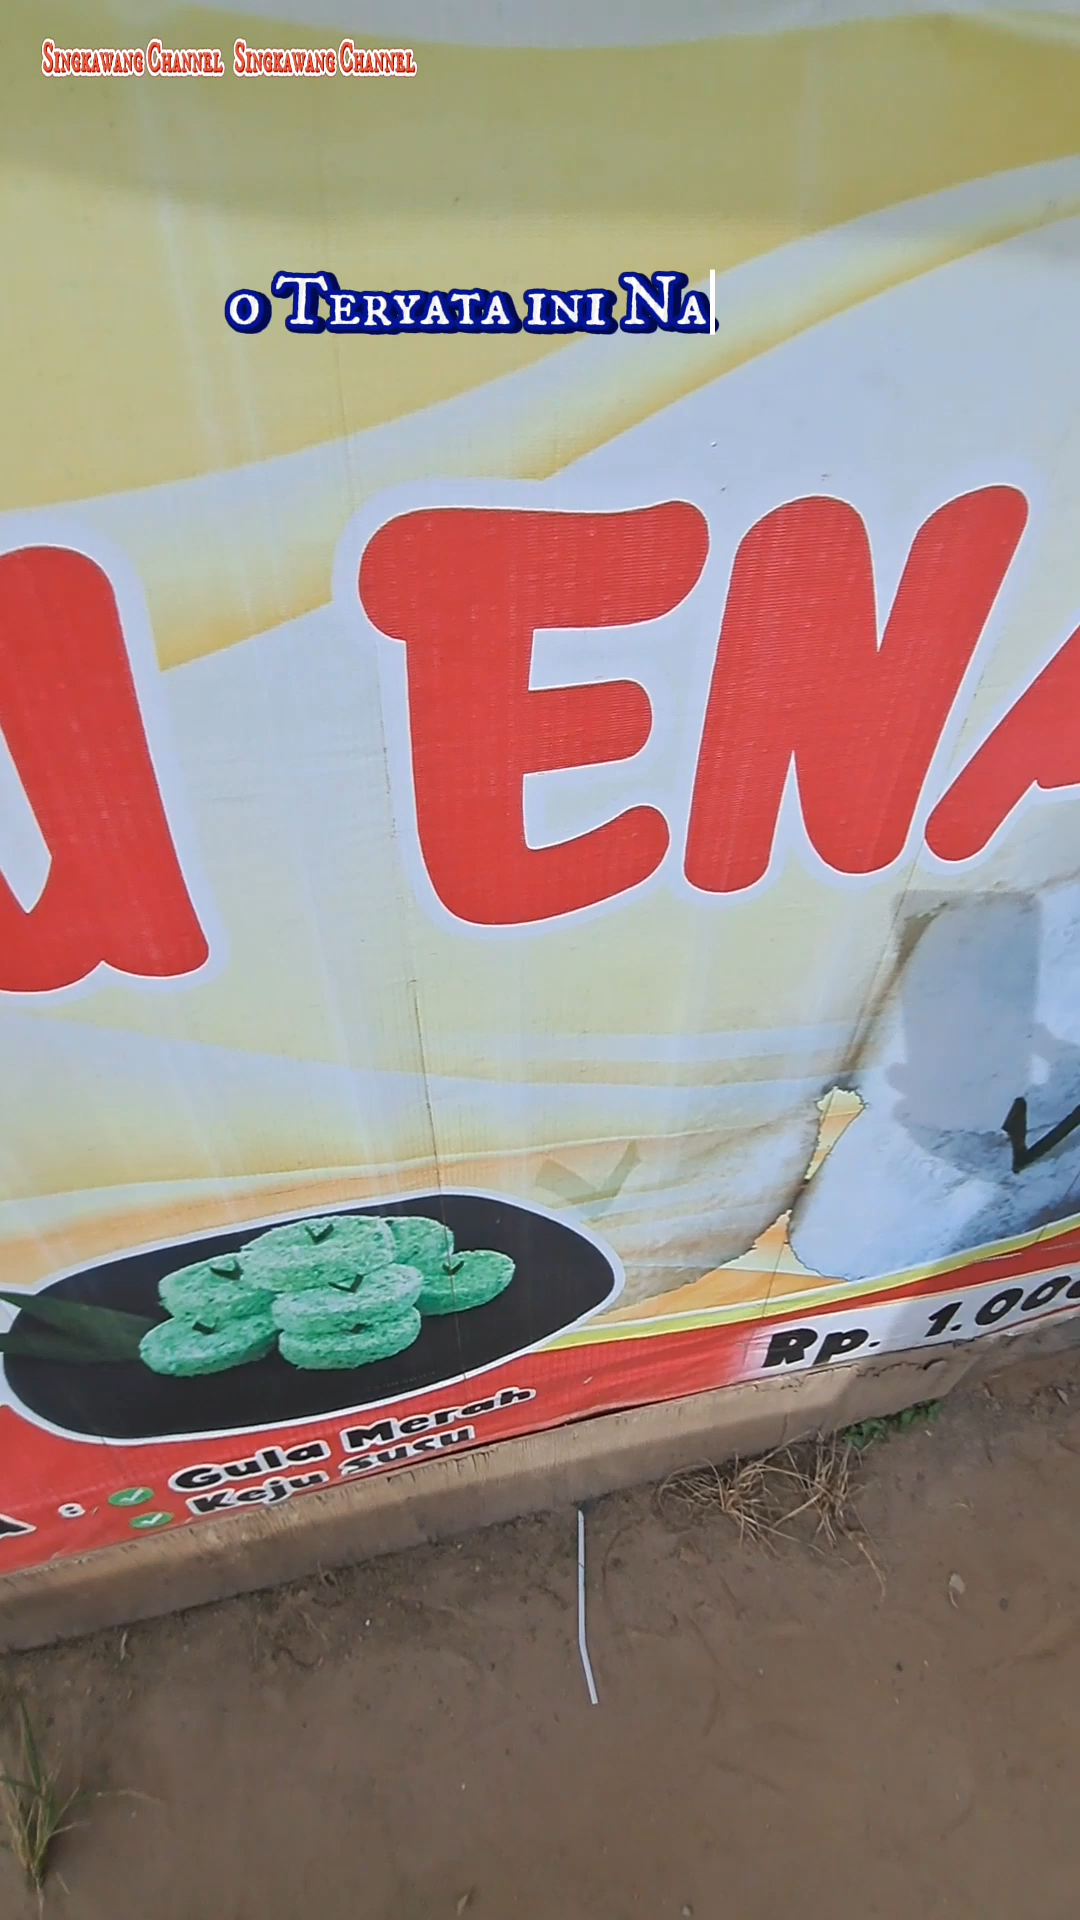 Singkawang Channel Singkawang Channel
o Teryata ini Na
ENA
Rp. 1.000
Gula Merah
Keju susu